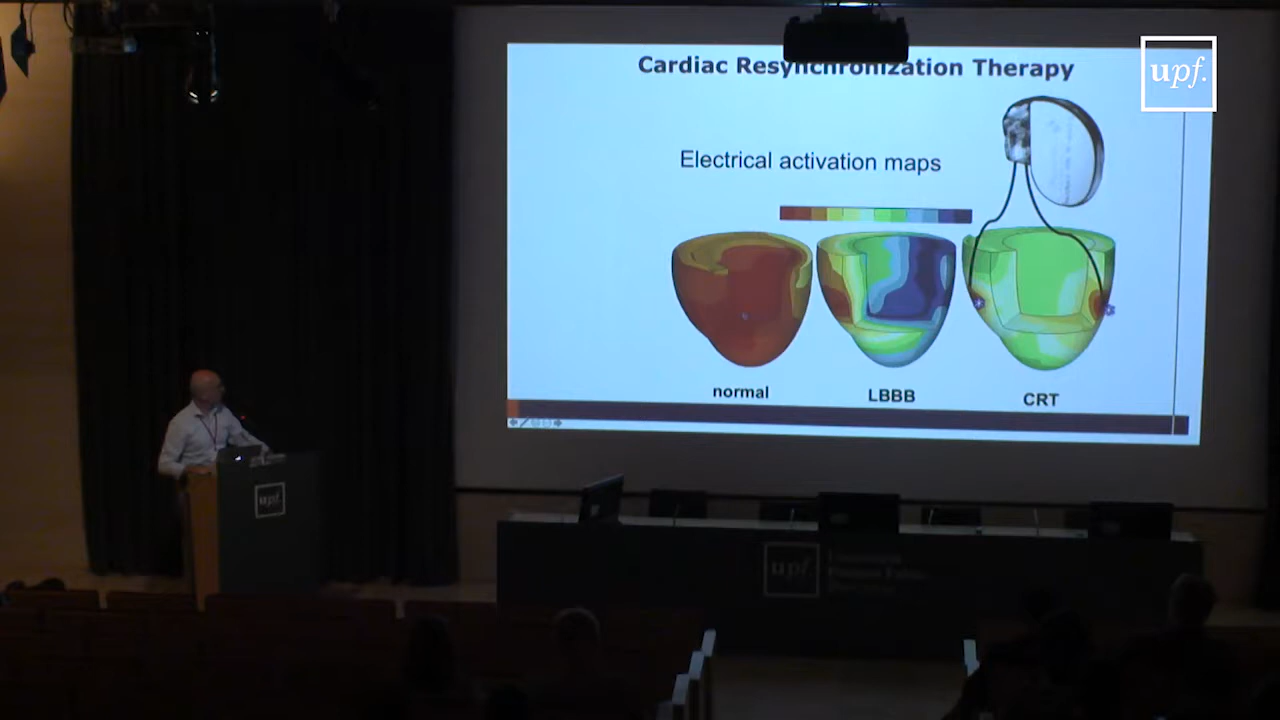 Cardiac Resynchronization Therapy
upf.
Electrical activation maps
normal
LBBB
CRT
upf.
upf.